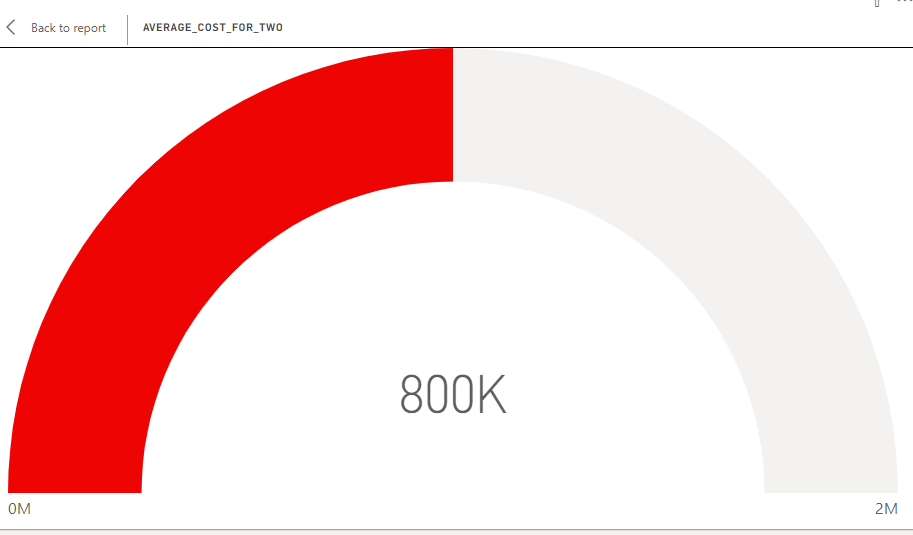 Back to report
AVERAGE_COST_FOR_TWO
800K
0M
2M